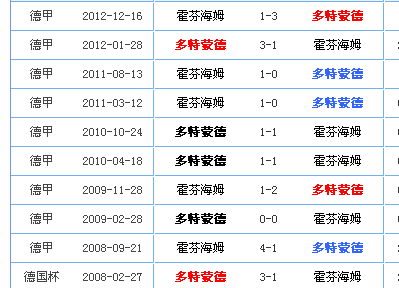 德甲 2012-12-16 霍芬海姆 1-3 多特蒙德
德甲 2012-01-28 多特蒙德 3-1 霍芬海姆
德甲 2011-08-13 霍芬海姆 1-0 多特蒙德
德甲 2011-03-12 霍芬海姆 1-0 多特蒙德
德甲 2010-10-24 多特蒙德 1-1 霍芬海姆
德甲 2010-04-18 多特蒙德 1-1 霍芬海姆
德甲 2009-11-28 霍芬海姆 1-2 多特蒙德
德甲 2009-02-28 多特蒙德 0-0 霍芬海姆
德甲 2008-09-21 霍芬海姆 4-1 多特蒙德
德国杯 2008-02-27 多特蒙德 3-1 霍芬海姆